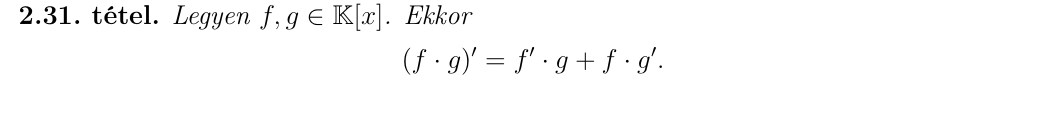 2.31. tétel. Legyen f, g ∈ 𝕂[x]. Ekkor
(f · g)′ = f′ · g + f · g′.